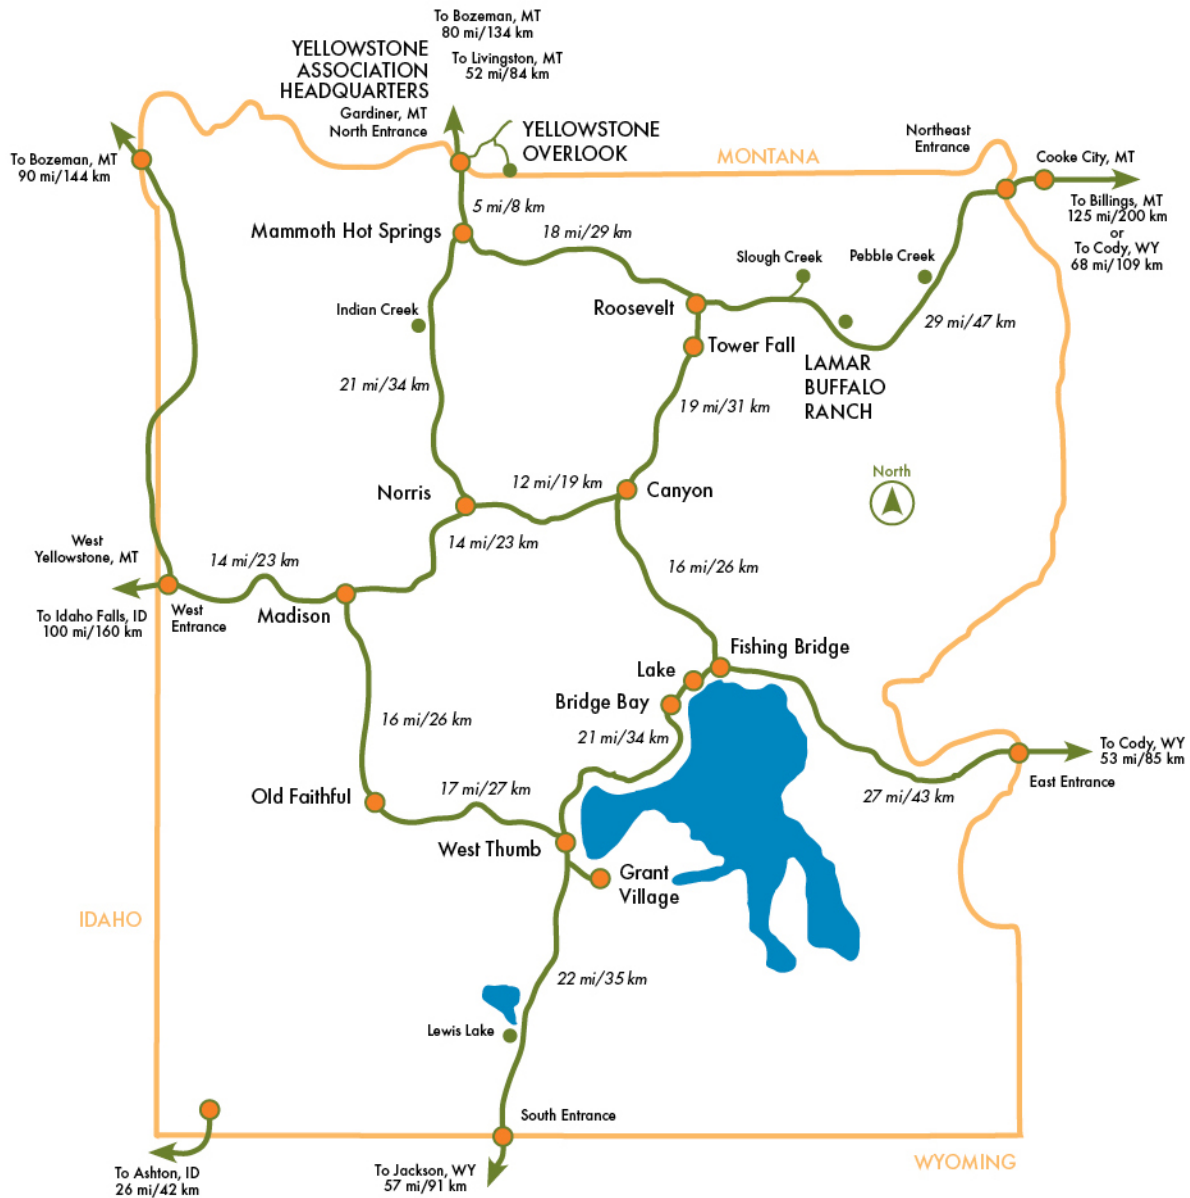 To Bozeman, MT
80 mi/134 km
To Livingston, MT
52 mi/84 km
YELLOWSTONE
ASSOCIATION
HEADQUARTERS
Gardiner, MT
North Entrance
YELLOWSTONE
OVERLOOK
MONTANA
Northeast
Entrance
Cooke City, MT
To Billings, MT
125 mi/200 km
or
To Cody, WY
68 mi/109 km
To Bozeman, MT
90 mi/144 km
5 mi/8 km
Mammoth Hot Springs
18 mi/29 km
Slough Creek
Pebble Creek
Indian Creek
Roosevelt
29 mi/47 km
Tower Fall
LAMAR
BUFFALO
RANCH
21 mi/34 km
19 mi/31 km
North
Norris
12 mi/19 km
Canyon
14 mi/23 km
West
Yellowstone, MT
14 mi/23 km
16 mi/26 km
To Idaho Falls, ID
100 mi/160 km
West
Entrance
Madison
Fishing Bridge
Lake
Bridge Bay
21 mi/34 km
16 mi/26 km
To Cody, WY
53 mi/85 km
East Entrance
27 mi/43 km
Old Faithful
17 mi/27 km
West Thumb
Grant
Village
IDAHO
22 mi/35 km
Lewis Lake
South Entrance
To Ashton, ID
26 mi/42 km
To Jackson, WY
57 mi/91 km
WYOMING